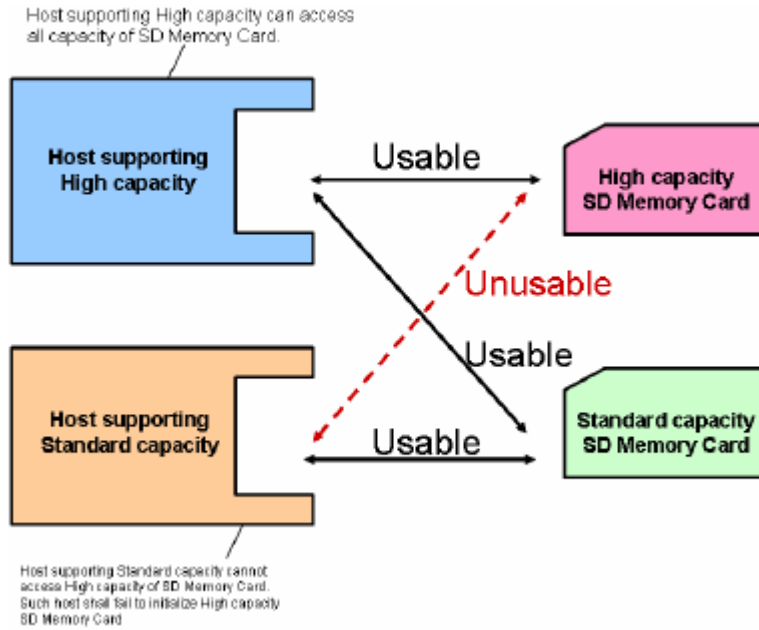 Host supporting High capacity can access
all capacity of SD Memory Card.
Host supporting
High capacity
Usable
High capacity
SD Memory Card
Unusable
Usable
Host supporting
Standard capacity
Usable
Standard capacity
SD Memory Card
Host supporting Standard capacity cannot
access High capacity of SD Memory Card.
Such host shall fail to initialize High capacity
SD Memory Card